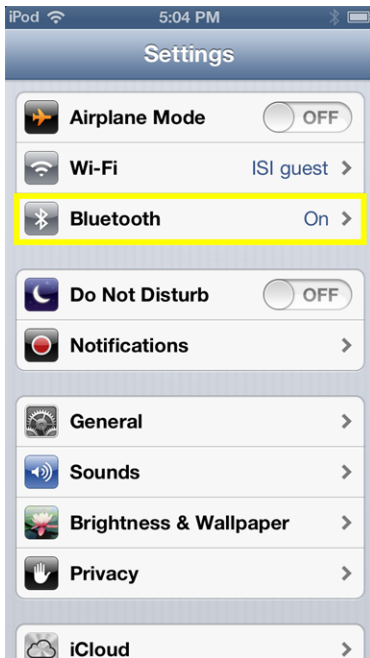 iPod 5:04 PM
Settings
Airplane Mode OFF
Wi-Fi ISI guest
Bluetooth On
Do Not Disturb OFF
Notifications
General
Sounds
Brightness & Wallpaper
Privacy
iCloud